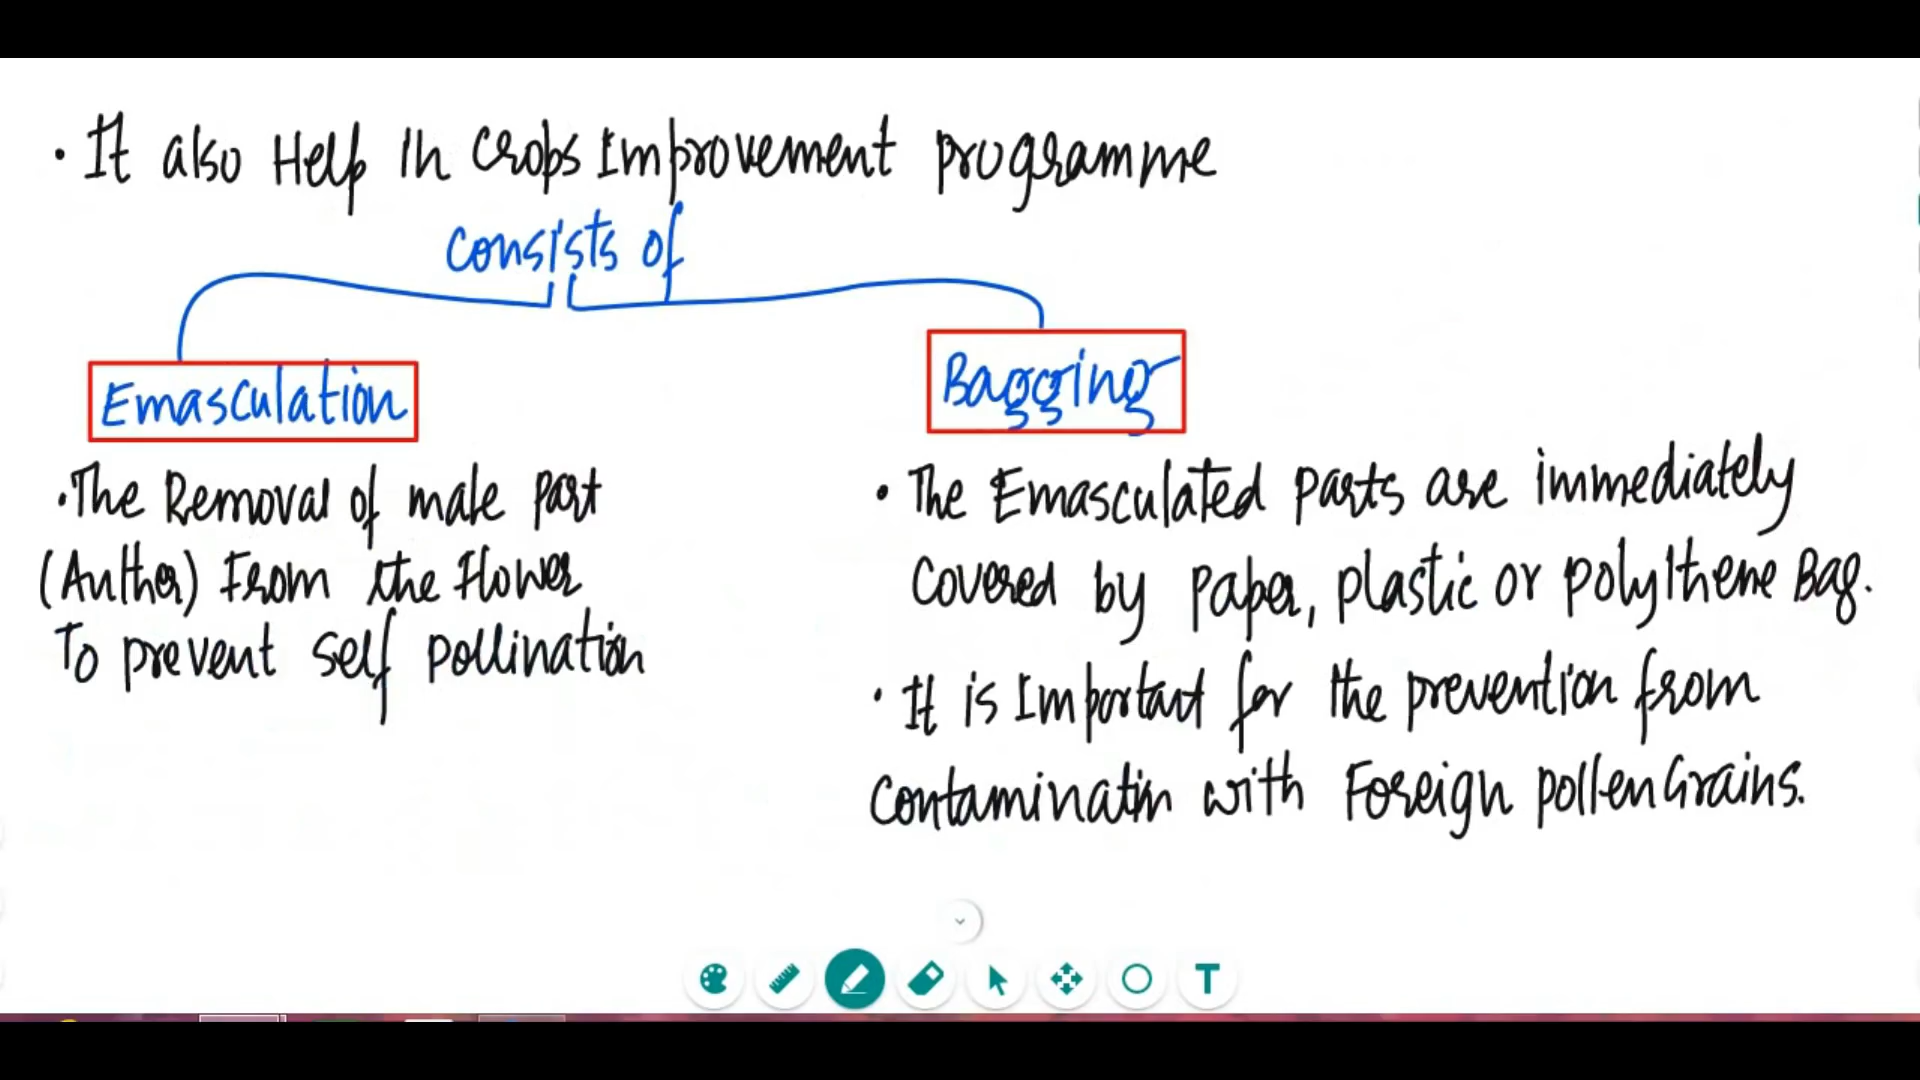 • It also Help in Crops Improvement programme
consists of
Emasculation
Bagging
• The Removal of male part
(Anther) From the Flower
To prevent self pollination
• The Emasculated parts are immediately
Covered by paper, plastic or polythene Bag.
• It is Important for the prevention from
Contamination with Foreign pollen Grains.
T